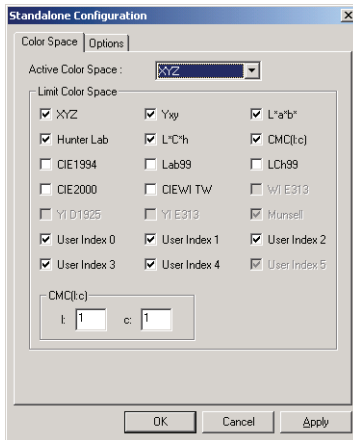 Standalone Configuration
Color Space Options
Active Color Space : XYZ
Limit Color Space
XYZ Yxy L*a*b*
Hunter Lab L*C*h CMC(l:c)
CIE1994 Lab99 LCh99
CIE2000 CIEWI TW WI E313
YI D1925 YI E313 Munsell
User Index 0 User Index 1 User Index 2
User Index 3 User Index 4 User Index 5
CMC(l:c)
l: 1 c: 1
OK Cancel Apply